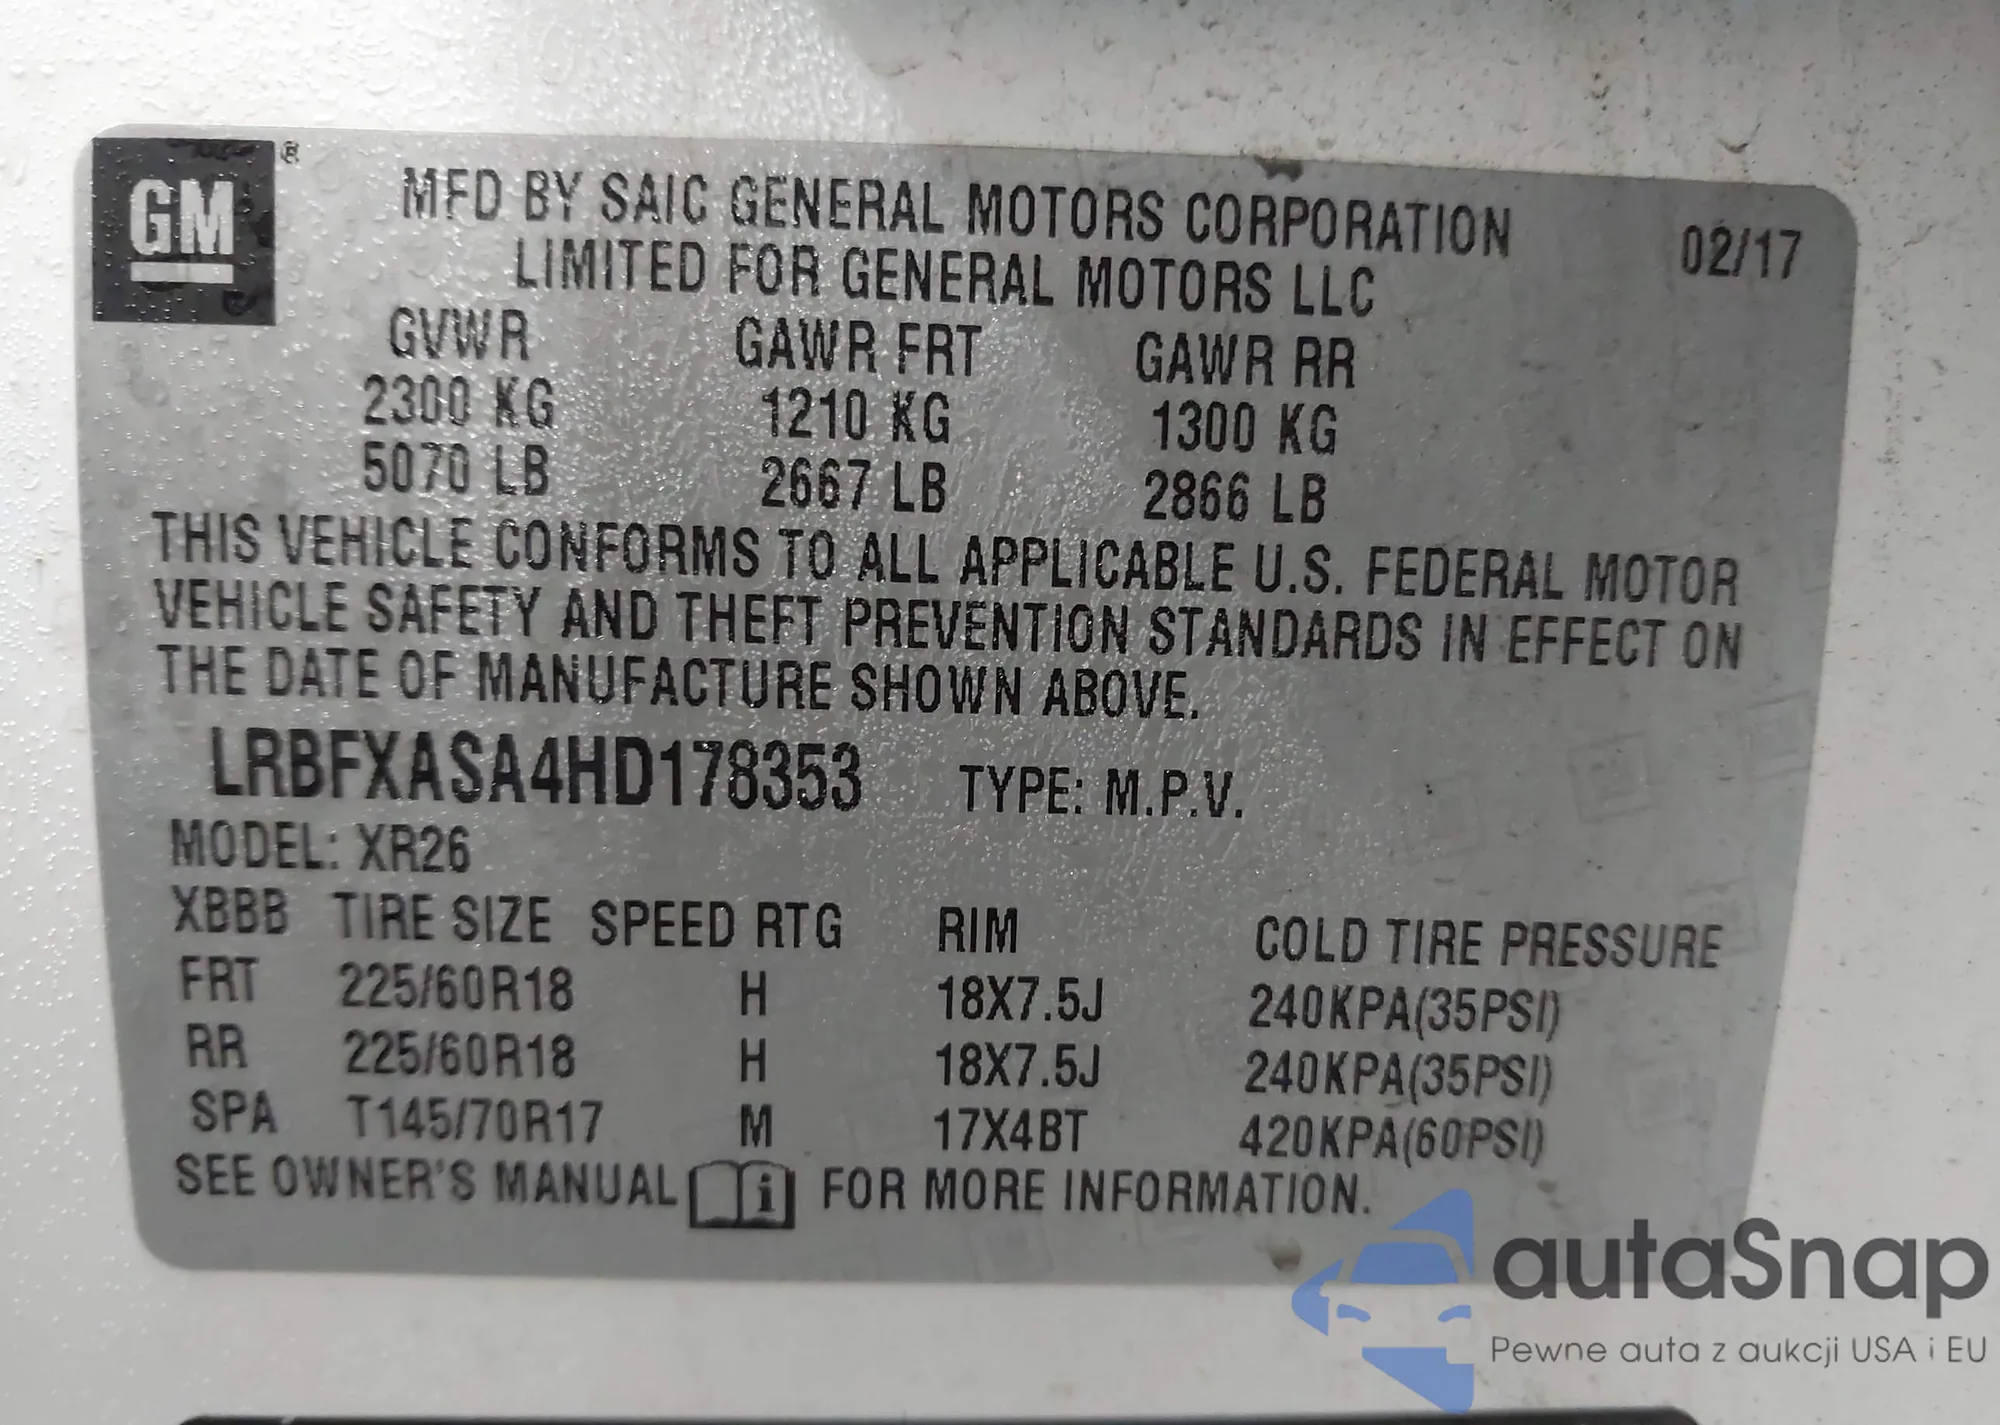 GM ®
MFD BY SAIC GENERAL MOTORS CORPORATION 02/17
LIMITED FOR GENERAL MOTORS LLC
GVWR GAWR FRT GAWR RR
2300 KG 1210 KG 1300 KG
5070 LB 2667 LB 2866 LB
THIS VEHICLE CONFORMS TO ALL APPLICABLE U.S. FEDERAL MOTOR
VEHICLE SAFETY AND THEFT PREVENTION STANDARDS IN EFFECT ON
THE DATE OF MANUFACTURE SHOWN ABOVE.
LRBFXASA4HD178353 TYPE: M.P.V.
MODEL: XR26
XBBB TIRE SIZE SPEED RTG RIM COLD TIRE PRESSURE
FRT 225/60R18 H 18X7.5J 240KPA(35PSI)
RR 225/60R18 H 18X7.5J 240KPA(35PSI)
SPA T145/70R17 M 17X4BT 420KPA(60PSI)
SEE OWNER'S MANUAL i FOR MORE INFORMATION.
autaSnap
Pewne auta z aukcji USA i EU